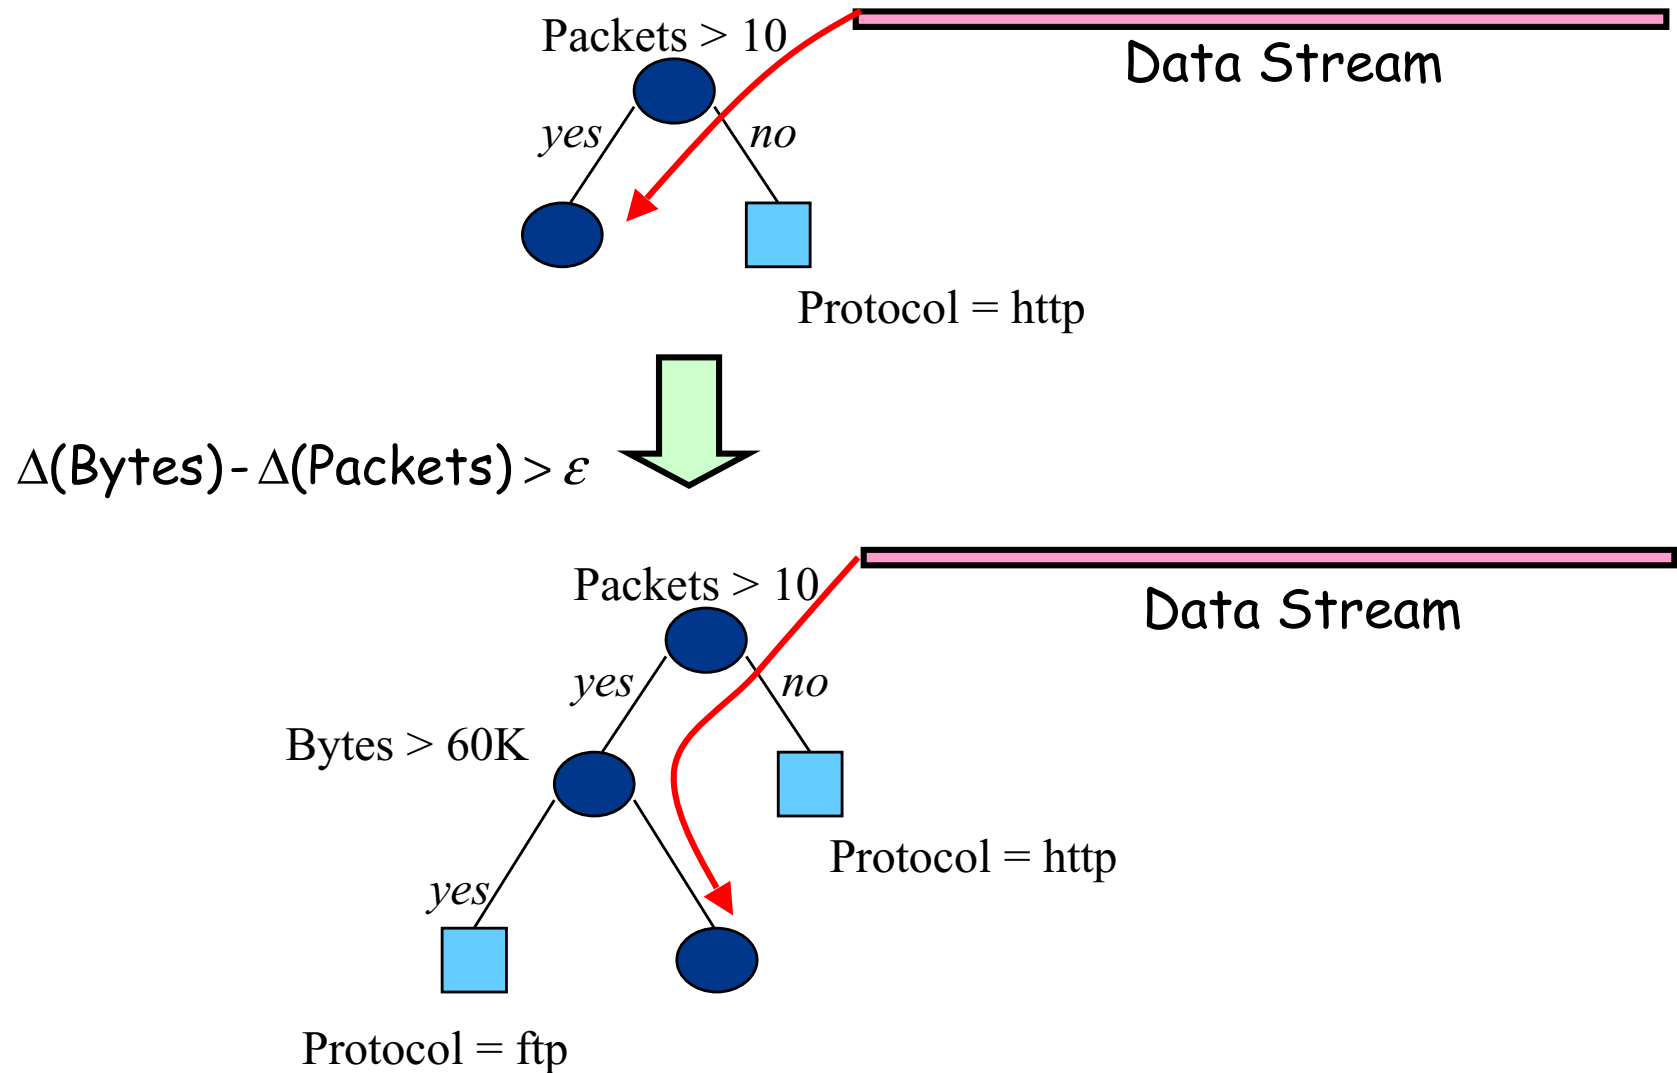 Packets > 10
Data Stream
yes
no
Protocol = http
Δ(Bytes) - Δ(Packets) > ε
Packets > 10
Data Stream
yes
no
Bytes > 60K
Protocol = http
yes
Protocol = ftp